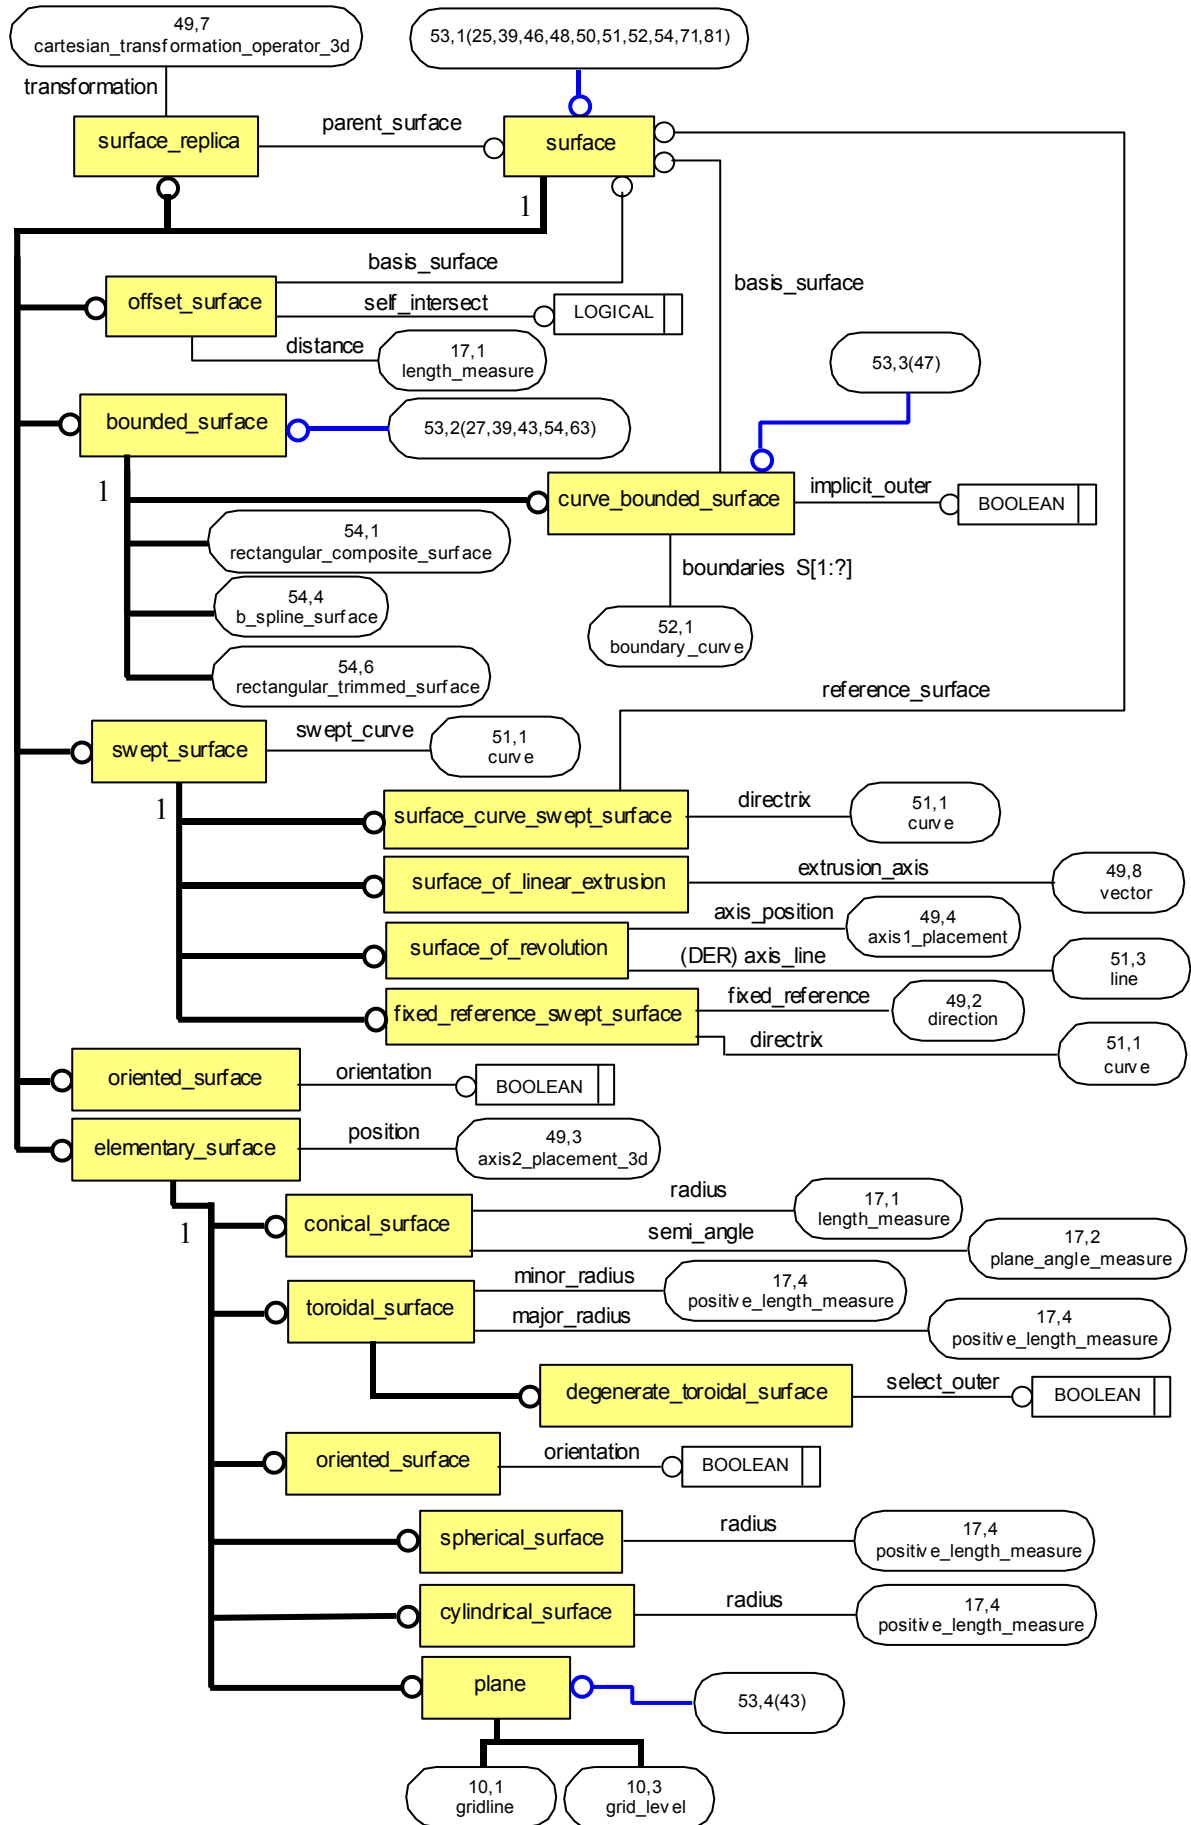 49,7
cartesian_transformation_operator_3d
53,1(25,39,46,48,50,51,52,54,71,81)
transformation
surface_replica
parent_surface
surface
1
basis_surface
offset_surface
self_intersect
LOGICAL
basis_surface
distance
17,1
length_measure
53,3(47)
bounded_surface
53,2(27,39,43,54,63)
1
curve_bounded_surface
implicit_outer
BOOLEAN
54,1
rectangular_composite_surface
boundaries S[1:?]
54,4
b_spline_surface
52,1
boundary_curve
54,6
rectangular_trimmed_surface
reference_surface
swept_surface
swept_curve
51,1
curve
1
surface_curve_swept_surface
directrix
51,1
curve
surface_of_linear_extrusion
extrusion_axis
49,8
vector
surface_of_revolution
axis_position
49,4
axis1_placement
(DER) axis_line
51,3
line
fixed_reference_swept_surface
fixed_reference
49,2
direction
directrix
51,1
curve
oriented_surface
orientation
BOOLEAN
elementary_surface
position
49,3
axis2_placement_3d
1
conical_surface
radius
17,1
length_measure
semi_angle
17,2
plane_angle_measure
toroidal_surface
minor_radius
17,4
positive_length_measure
major_radius
17,4
positive_length_measure
degenerate_toroidal_surface
select_outer
BOOLEAN
oriented_surface
orientation
BOOLEAN
spherical_surface
radius
17,4
positive_length_measure
cylindrical_surface
radius
17,4
positive_length_measure
plane
53,4(43)
10,1
gridline
10,3
grid_level